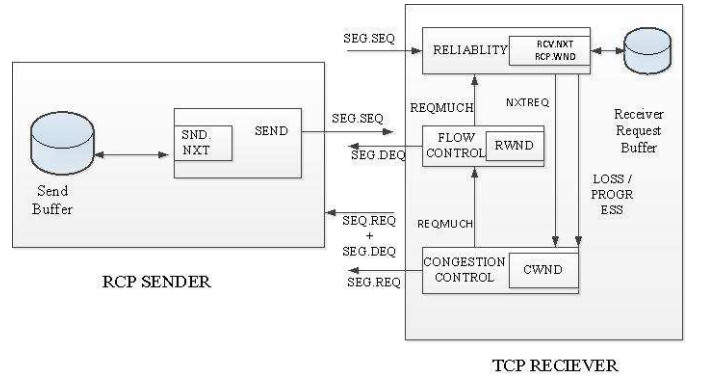 SEG.SEQ
RELIABLITY
RCV.NXT
RCP.WND
SEG.SEQ
REQMUCH
NXTREQ
Receiver
Request
Buffer
SND.
NXT
SEND
FLOW
CONTROL
RWND
SEG.DEQ
Send
Buffer
LOSS /
PROGR
ESS
SEQ.REQ
+
SEG.DEQ
REQMUCH
CONGESTION
CONTROL
CWND
SEG.REQ
RCP SENDER
TCP RECIEVER